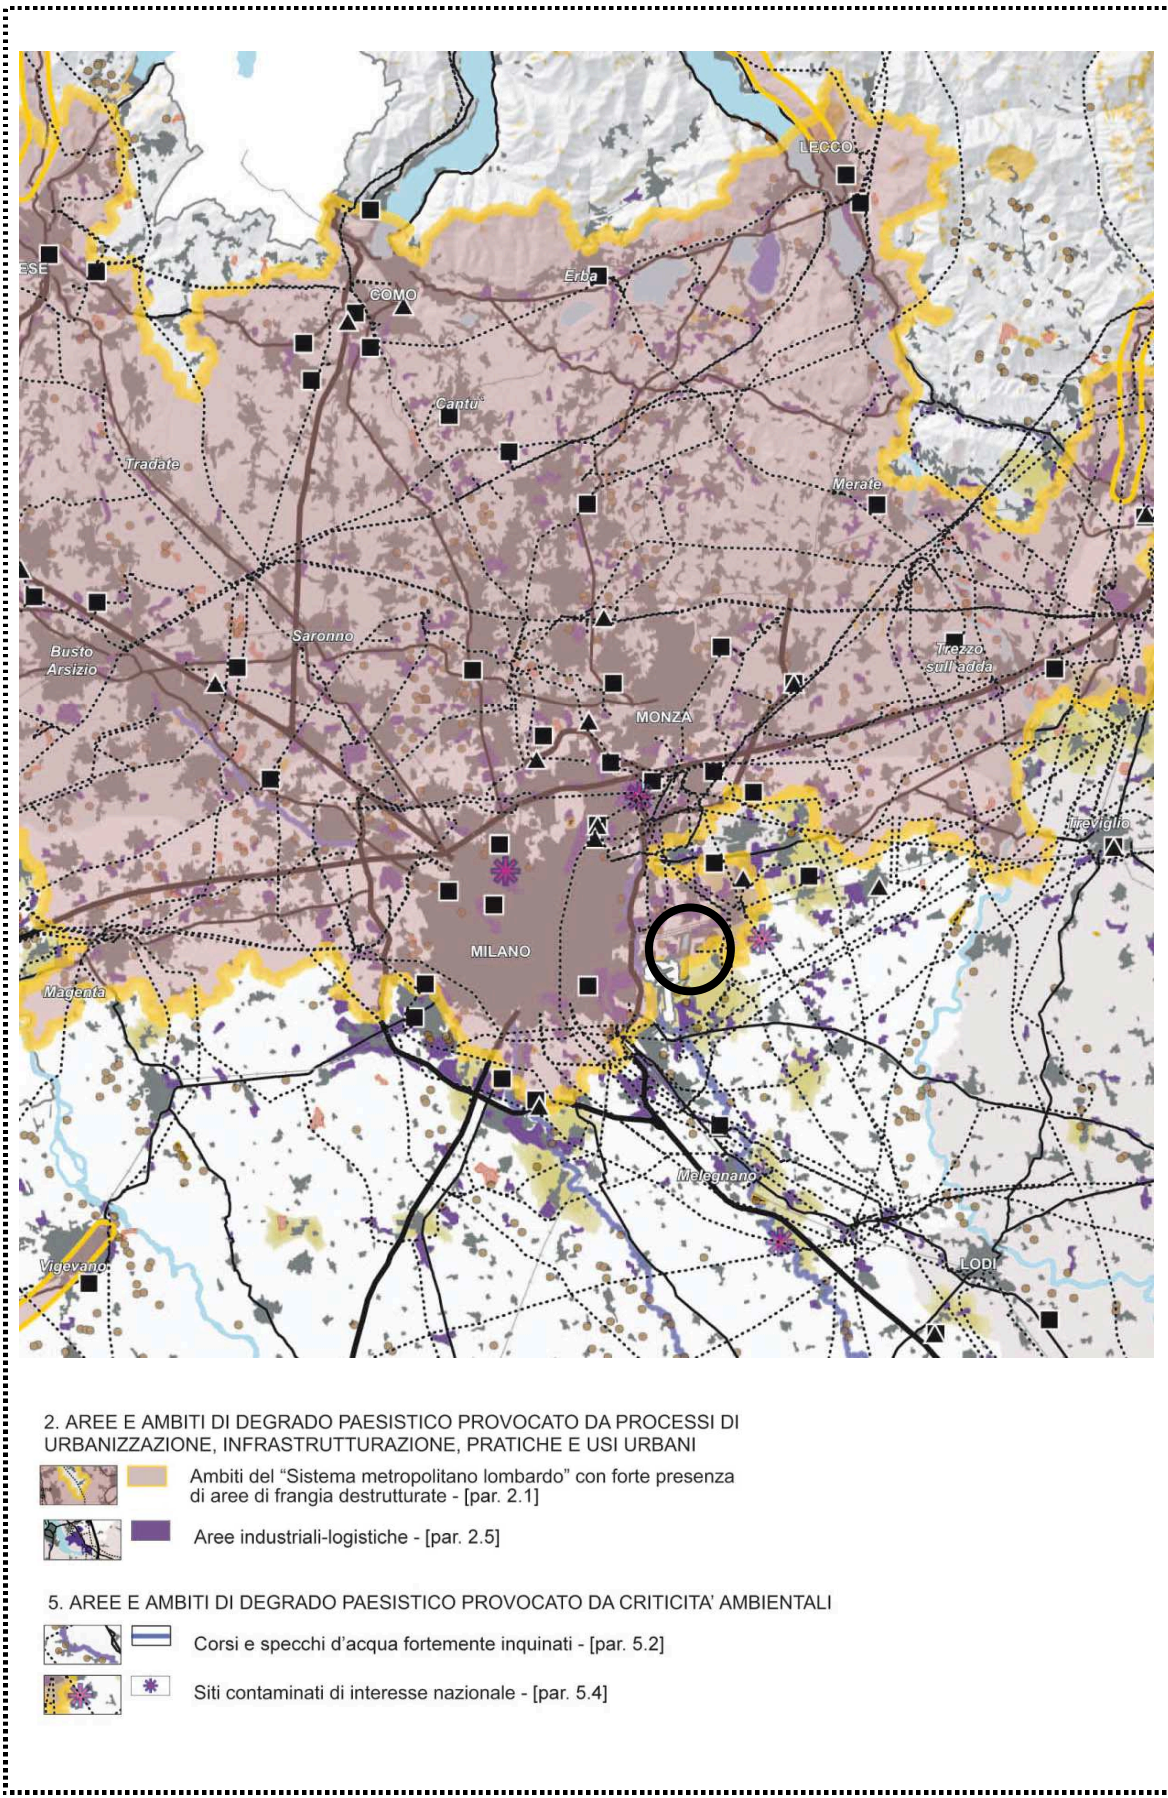 LECCO
ESE
Erba
COMO
Cantu'
Tradate
Merate
Saronno
Busto
Arsizio
Trezzo
sull'adda
MONZA
Treviglio
MILANO
Magenta
Melegnano
Vigevano
LODI
2. AREE E AMBITI DI DEGRADO PAESISTICO PROVOCATO DA PROCESSI DI
URBANIZZAZIONE, INFRASTRUTTURAZIONE, PRATICHE E USI URBANI
Ambiti del “Sistema metropolitano lombardo” con forte presenza
di aree di frangia destrutturate - [par. 2.1]
Aree industriali-logistiche - [par. 2.5]
5. AREE E AMBITI DI DEGRADO PAESISTICO PROVOCATO DA CRITICITA’ AMBIENTALI
Corsi e specchi d’acqua fortemente inquinati - [par. 5.2]
Siti contaminati di interesse nazionale - [par. 5.4]